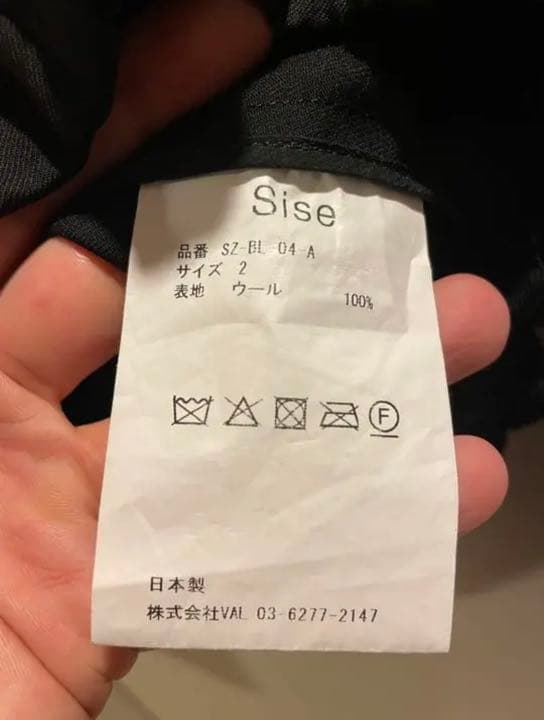 Sise
品番 SZ-BL-04-A
サイズ 2
表地 ウール 100%
F
日本製
株式会社VAL 03-6277-2147